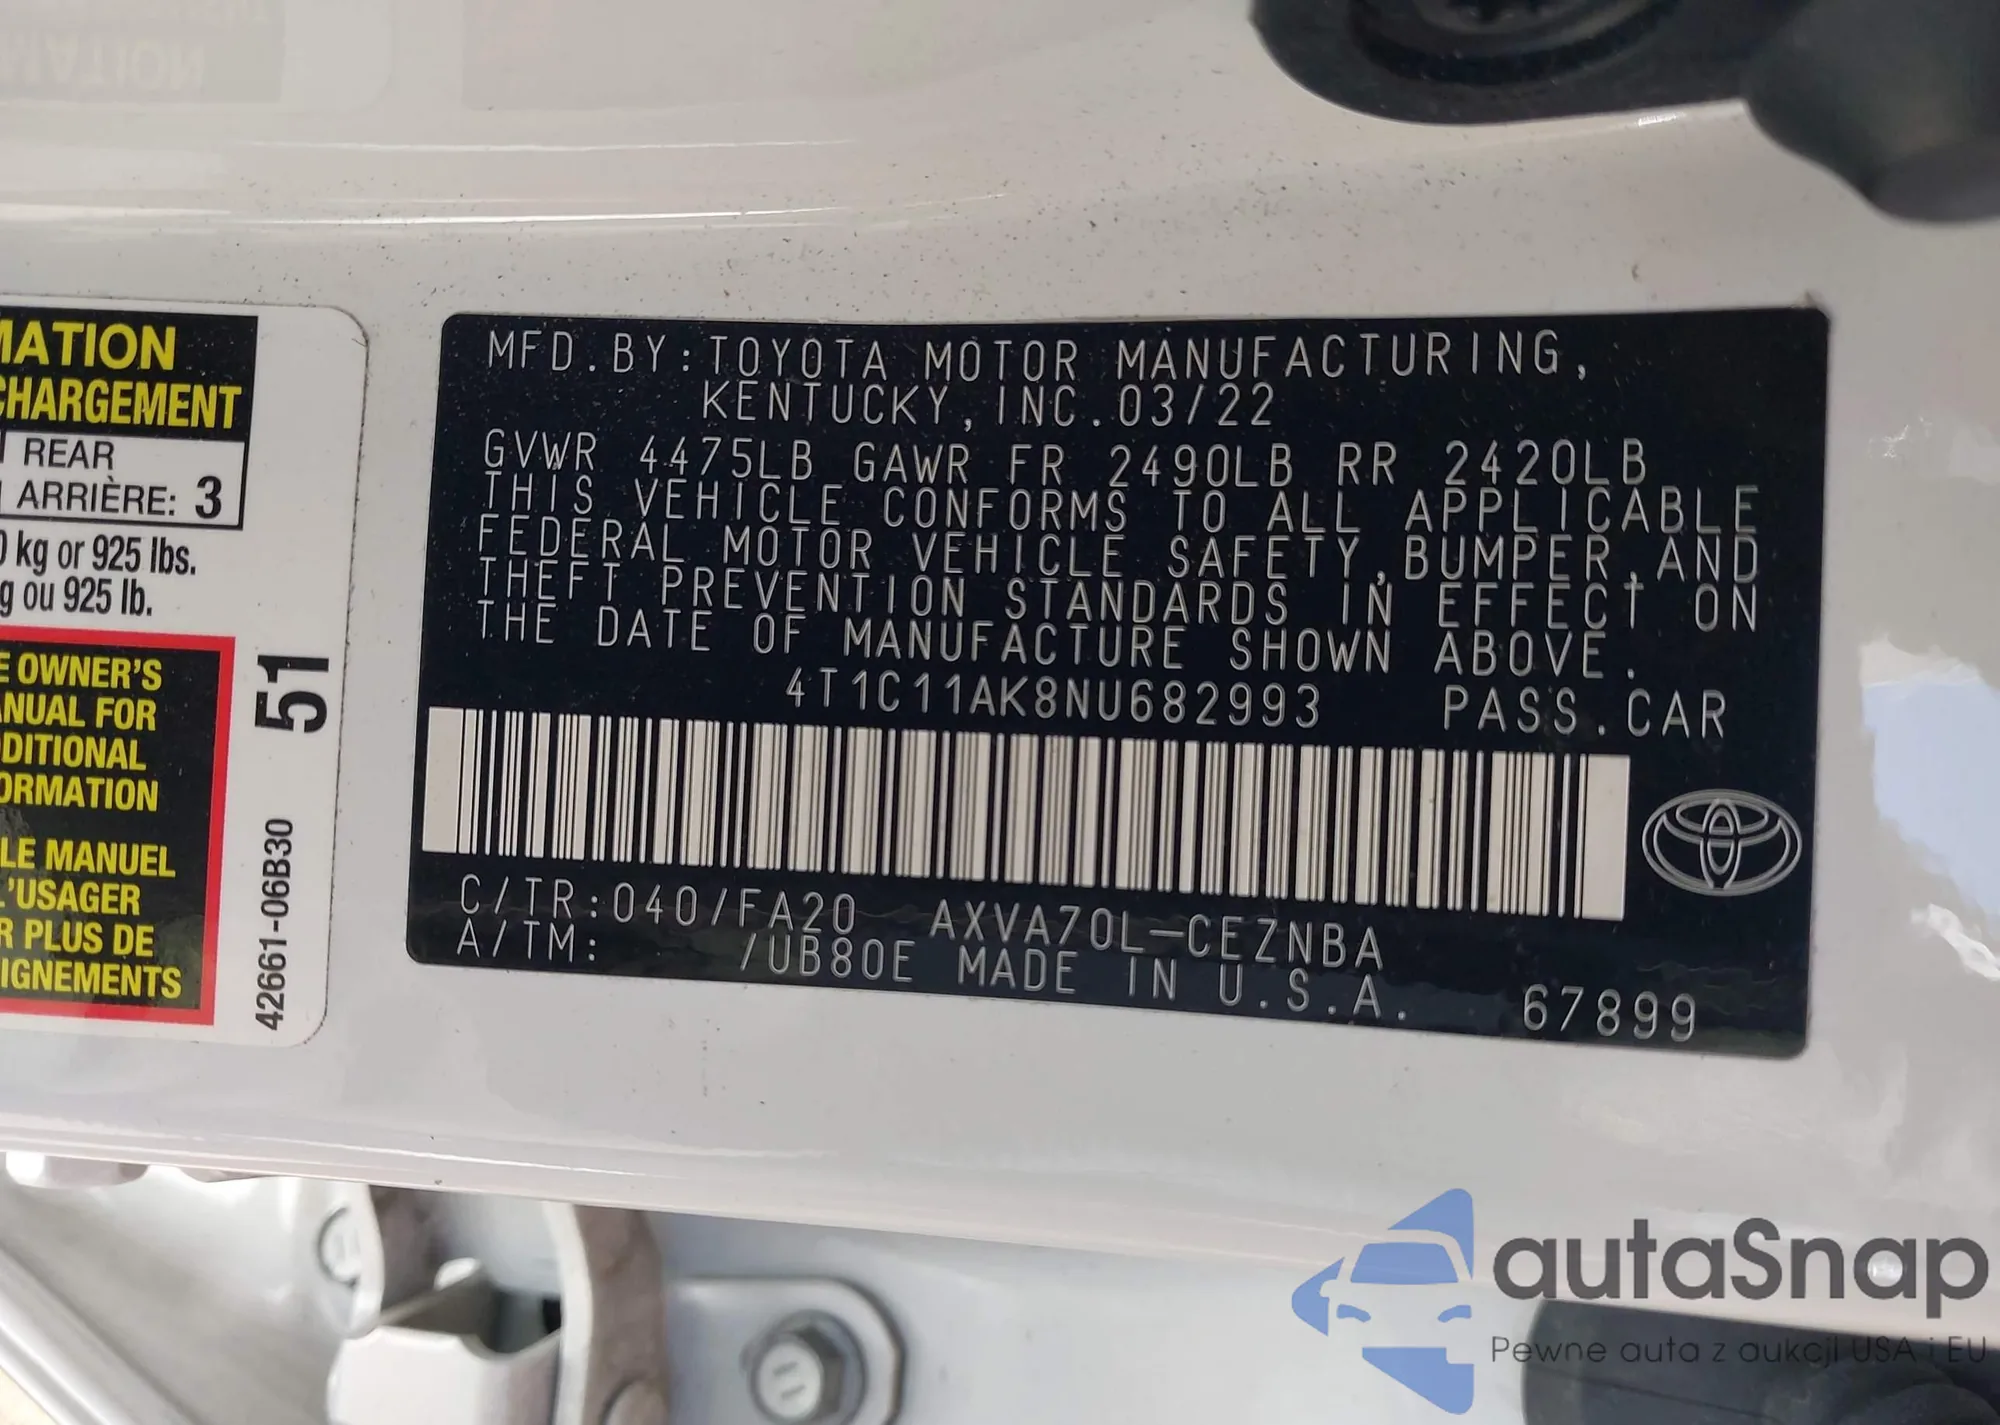 MATION
CHARGEMENT
REAR
ARRIÈRE: 3
0 kg or 925 lbs.
g ou 925 lb.
E OWNER'S
ANUAL FOR
DDITIONAL
FORMATION
LE MANUEL
L'USAGER
R PLUS DE
IGNEMENTS
51
42661-06B30
MFD.BY:TOYOTA MOTOR MANUFACTURING,
KENTUCKY,INC.03/22
GVWR 4475LB GAWR FR 2490LB RR 2420LB
THIS VEHICLE CONFORMS TO ALL APPLICABLE
FEDERAL MOTOR VEHICLE SAFETY,BUMPER,AND
THEFT PREVENTION STANDARDS IN EFFECT ON
THE DATE OF MANUFACTURE SHOWN ABOVE.
4T1C11AK8NU682993 PASS.CAR
C/TR:040/FA20 AXVA70L-CEZNBA
A/TM: /UB80E MADE IN U.S.A. 67899
autaSnap
Pewne auta z aukcji USA i EU